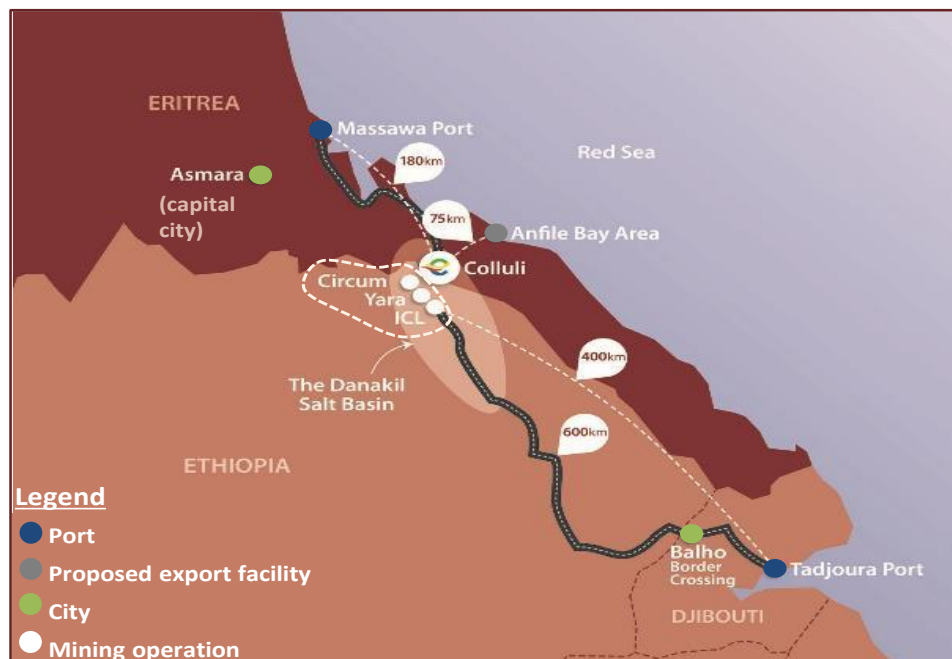 ERITREA
Massawa Port
180km
Red Sea
Asmara
(capital
city)
75km
Anfile Bay Area
Colluli
Circum
Yara
ICL
400km
The Danakil
Salt Basin
600km
ETHIOPIA
Legend
Port
Proposed export facility
City
Mining operation
Balho
Border
Crossing
Tadjoura Port
DJIBOUTI